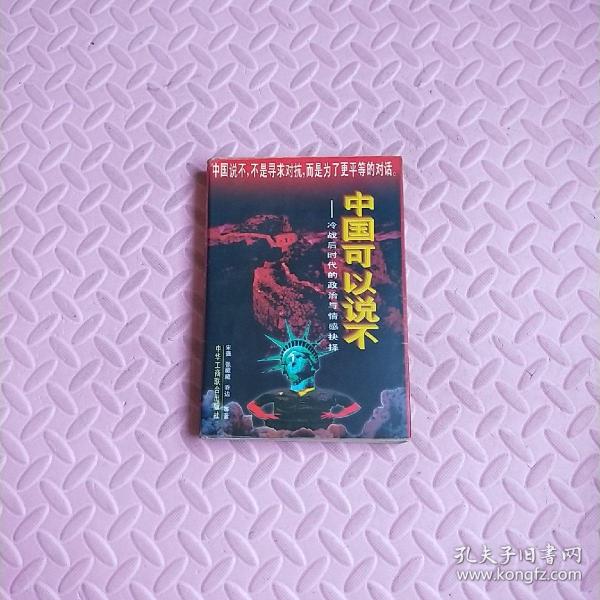 中国说不，不是寻求对抗，而是为了更平等的对话。
中国可以说不
——冷战后时代的政治与情感抉择
宋强 张藏藏 乔边 等著
中华工商联合出版社
孔夫子旧书网
www.kongfz.com